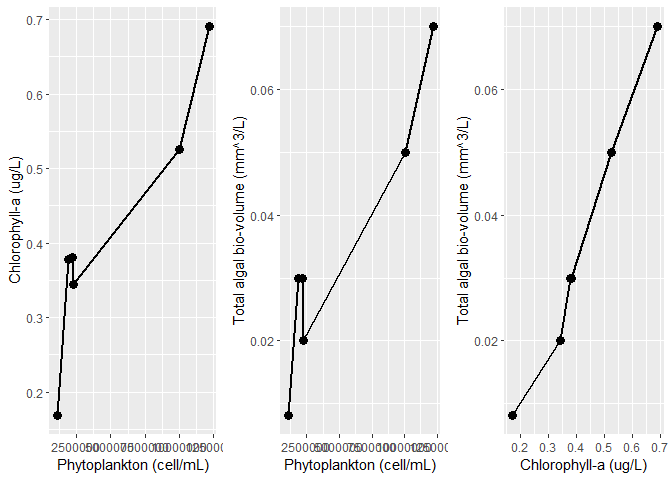 0.7
0.6
0.5
0.4
0.3
0.2
Chlorophyll-a (ug/L)
Phytoplankton (cell/mL)
0.06
0.04
0.02
Total algal bio-volume (mm^3/L)
Phytoplankton (cell/mL)
0.06
0.04
0.02
Total algal bio-volume (mm^3/L)
0.2 0.3 0.4 0.5 0.6 0.7
Chlorophyll-a (ug/L)